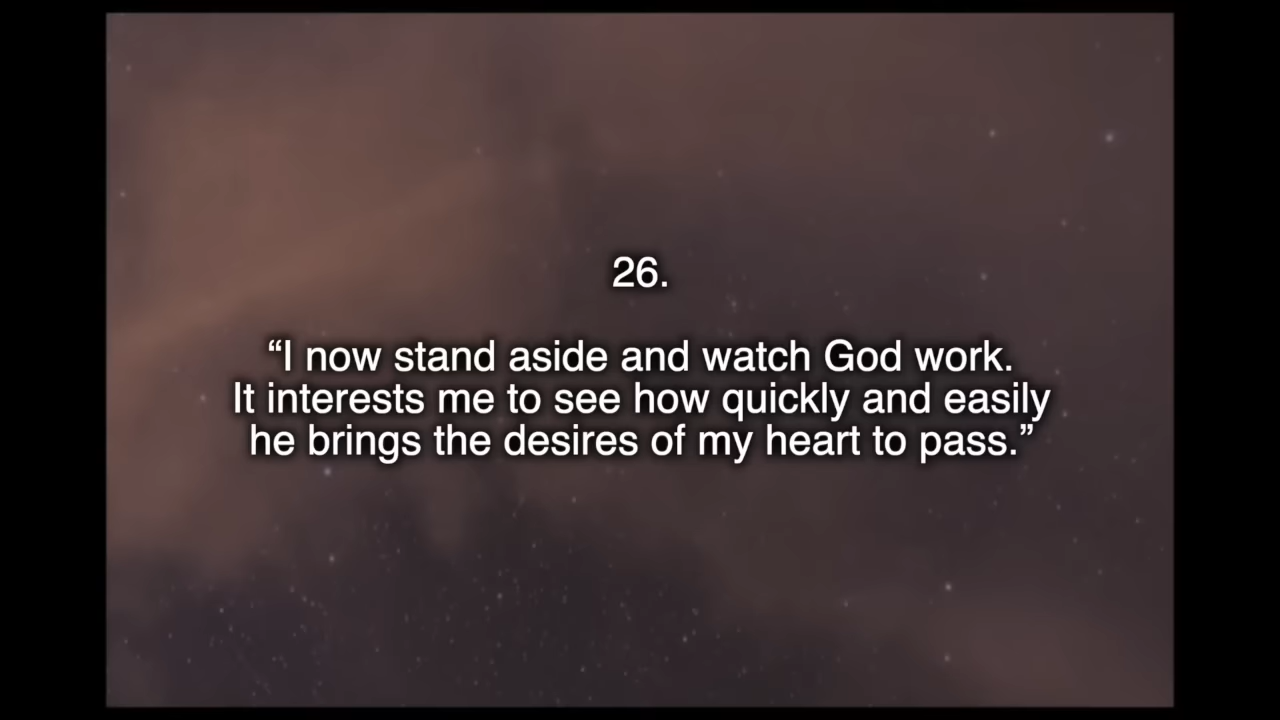 26.
“I now stand aside and watch God work.
It interests me to see how quickly and easily
he brings the desires of my heart to pass.”